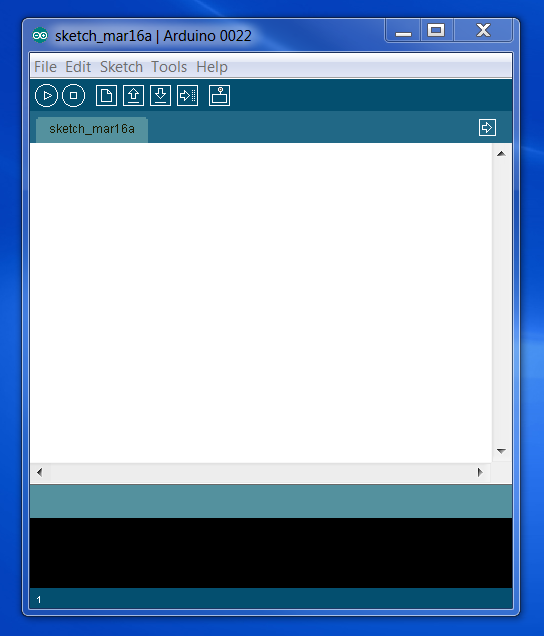 sketch_mar16a | Arduino 0022
File Edit Sketch Tools Help
sketch_mar16a
1